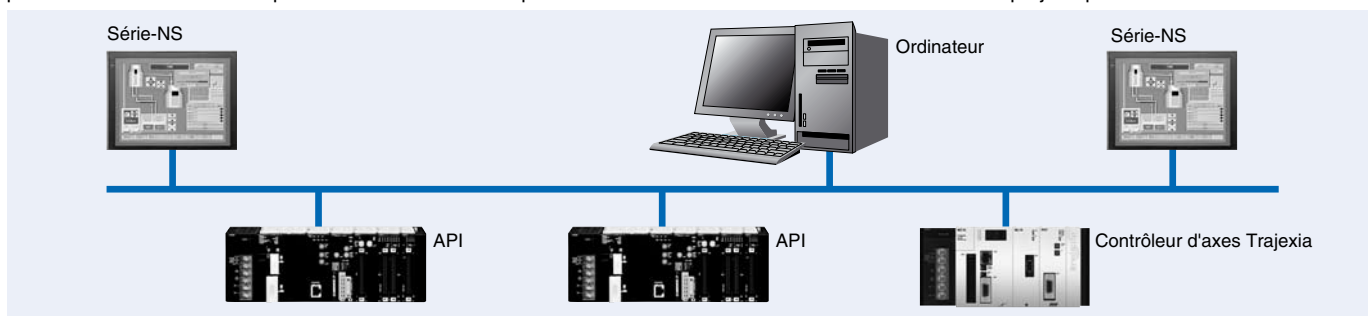 Série-NS
Ordinateur
Série-NS
API
API
Contrôleur d'axes Trajexia